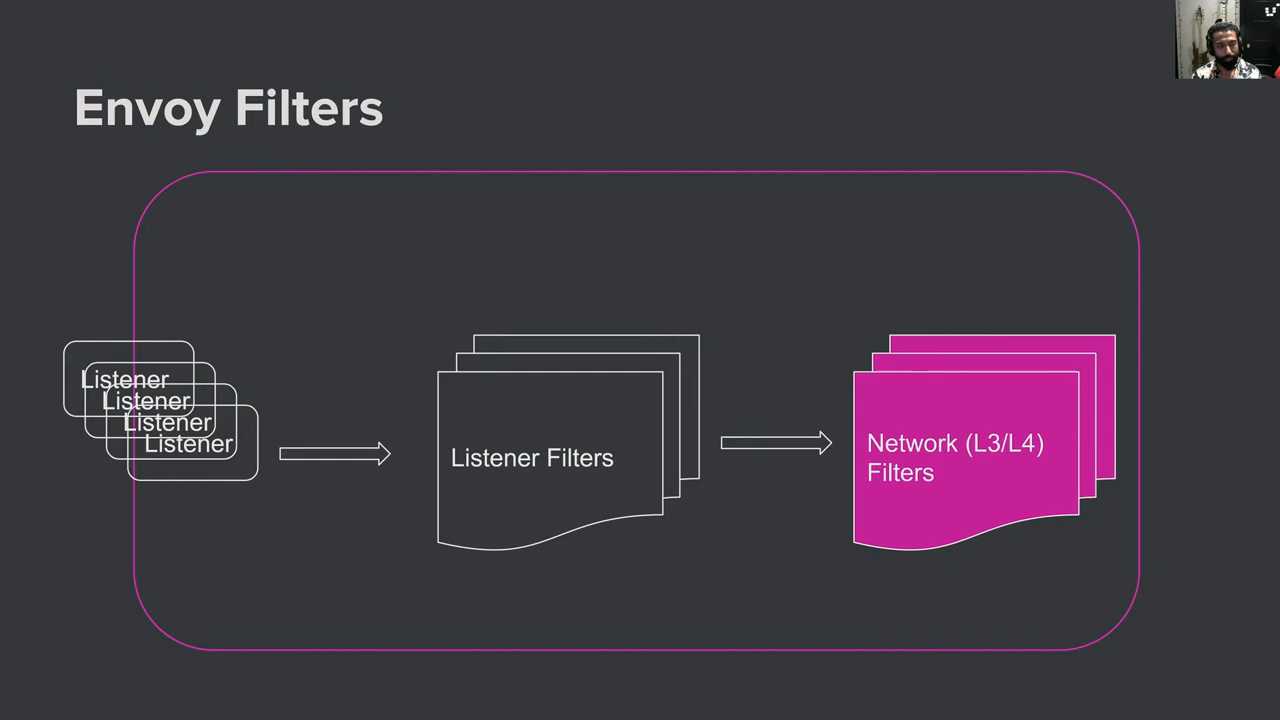 Envoy Filters
Listener
Listener
Listener
Listener
Listener Filters
Network (L3/L4)
Filters